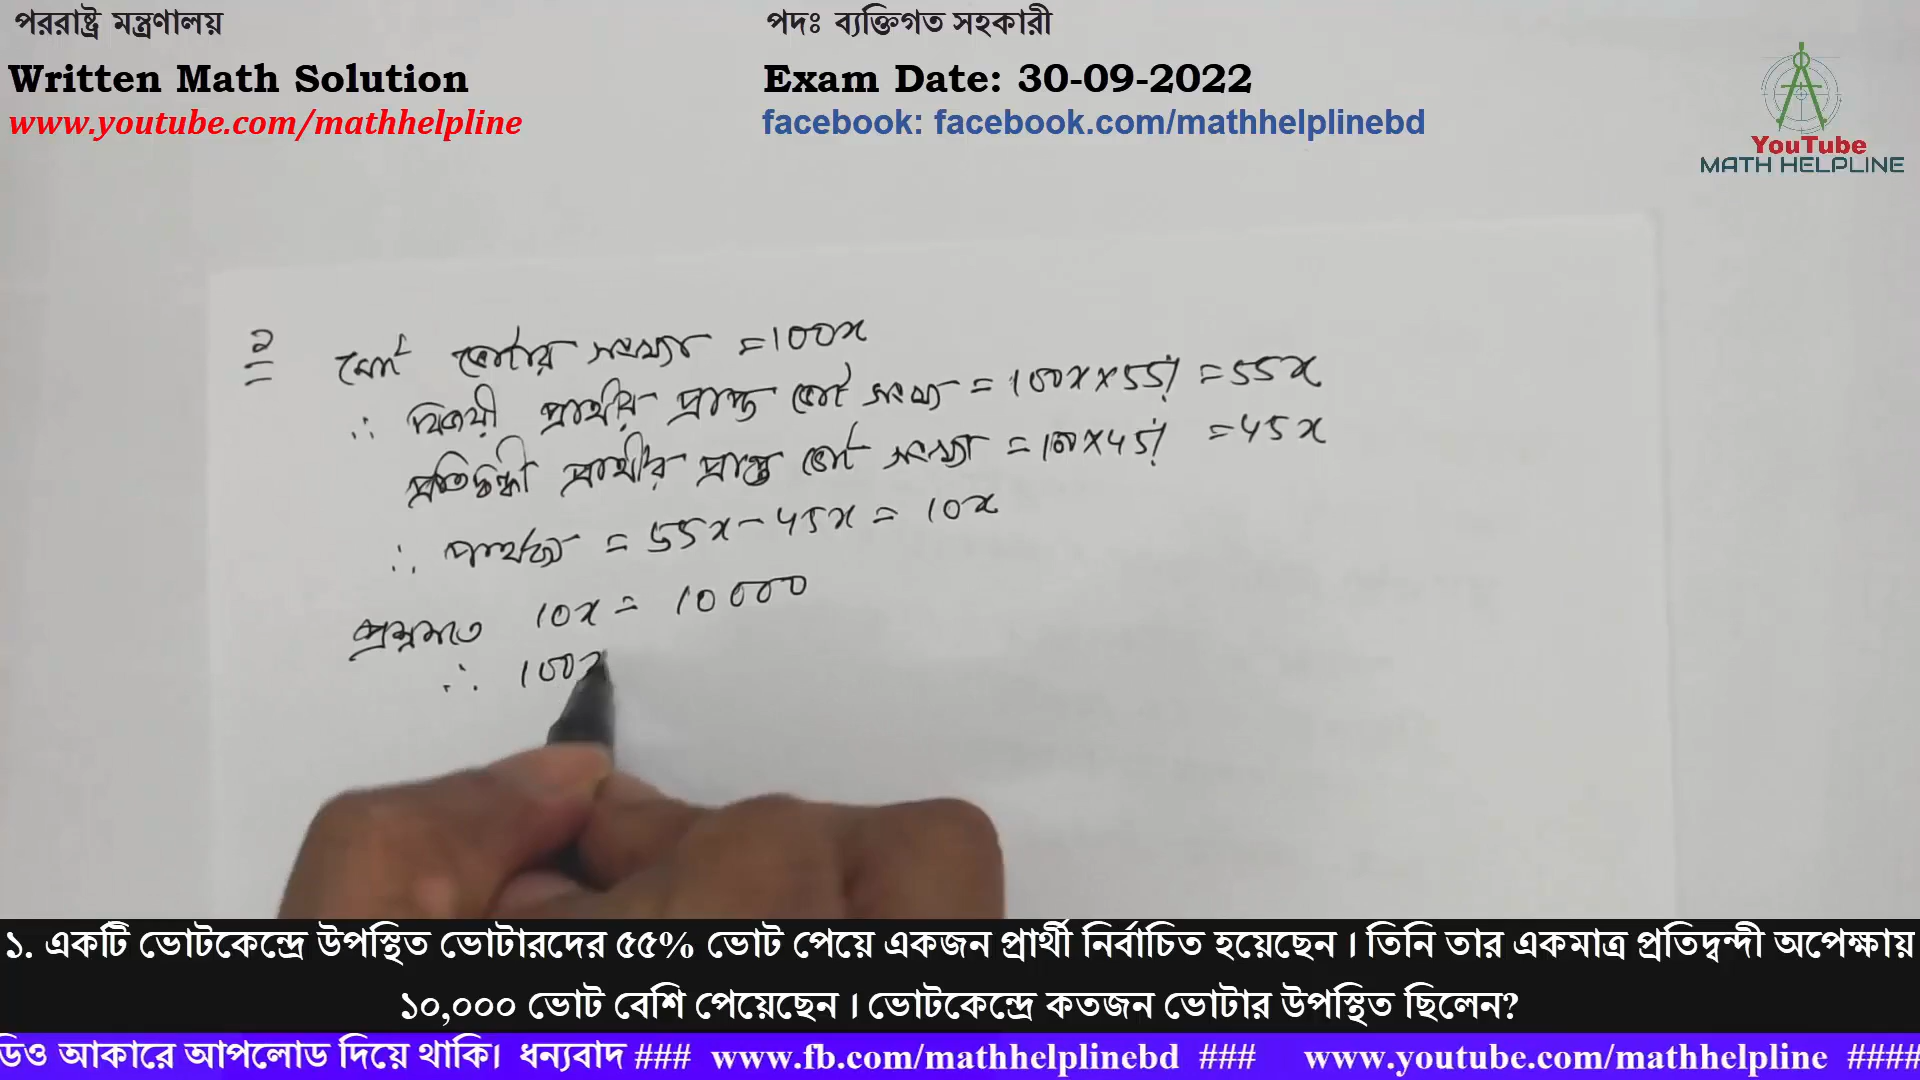 পররাষ্ট্র মন্ত্রণালয়
পদঃ ব্যক্তিগত সহকারী
Written Math Solution
Exam Date: 30-09-2022
www.youtube.com/mathhelpline
facebook: facebook.com/mathhelplinebd
YouTube
MATH HELPLINE
১
মোট ভোটার সংখ্যা = 100x
∴ বিজয়ী প্রার্থীর প্রাপ্ত ভোট সংখ্যা = 100x × 55% = 55x
প্রতিদ্বন্দ্বী প্রার্থীর প্রাপ্ত ভোট সংখ্যা = 100 × 45% = 45x
∴ পার্থক্য = 55x - 45x = 10x
প্রশ্নমতে 10x = 10000
∴ 100x
১. একটি ভোটকেন্দ্রে উপস্থিত ভোটারদের ৫৫% ভোট পেয়ে একজন প্রার্থী নির্বাচিত হয়েছেন। তিনি তার একমাত্র প্রতিদ্বন্দী অপেক্ষায়
১০,০০০ ভোট বেশি পেয়েছেন। ভোটকেন্দ্রে কতজন ভোটার উপস্থিত ছিলেন?
ডিও আকারে আপলোড দিয়ে থাকি। ধন্যবাদ ### www.fb.com/mathhelplinebd ### www.youtube.com/mathhelpline ####